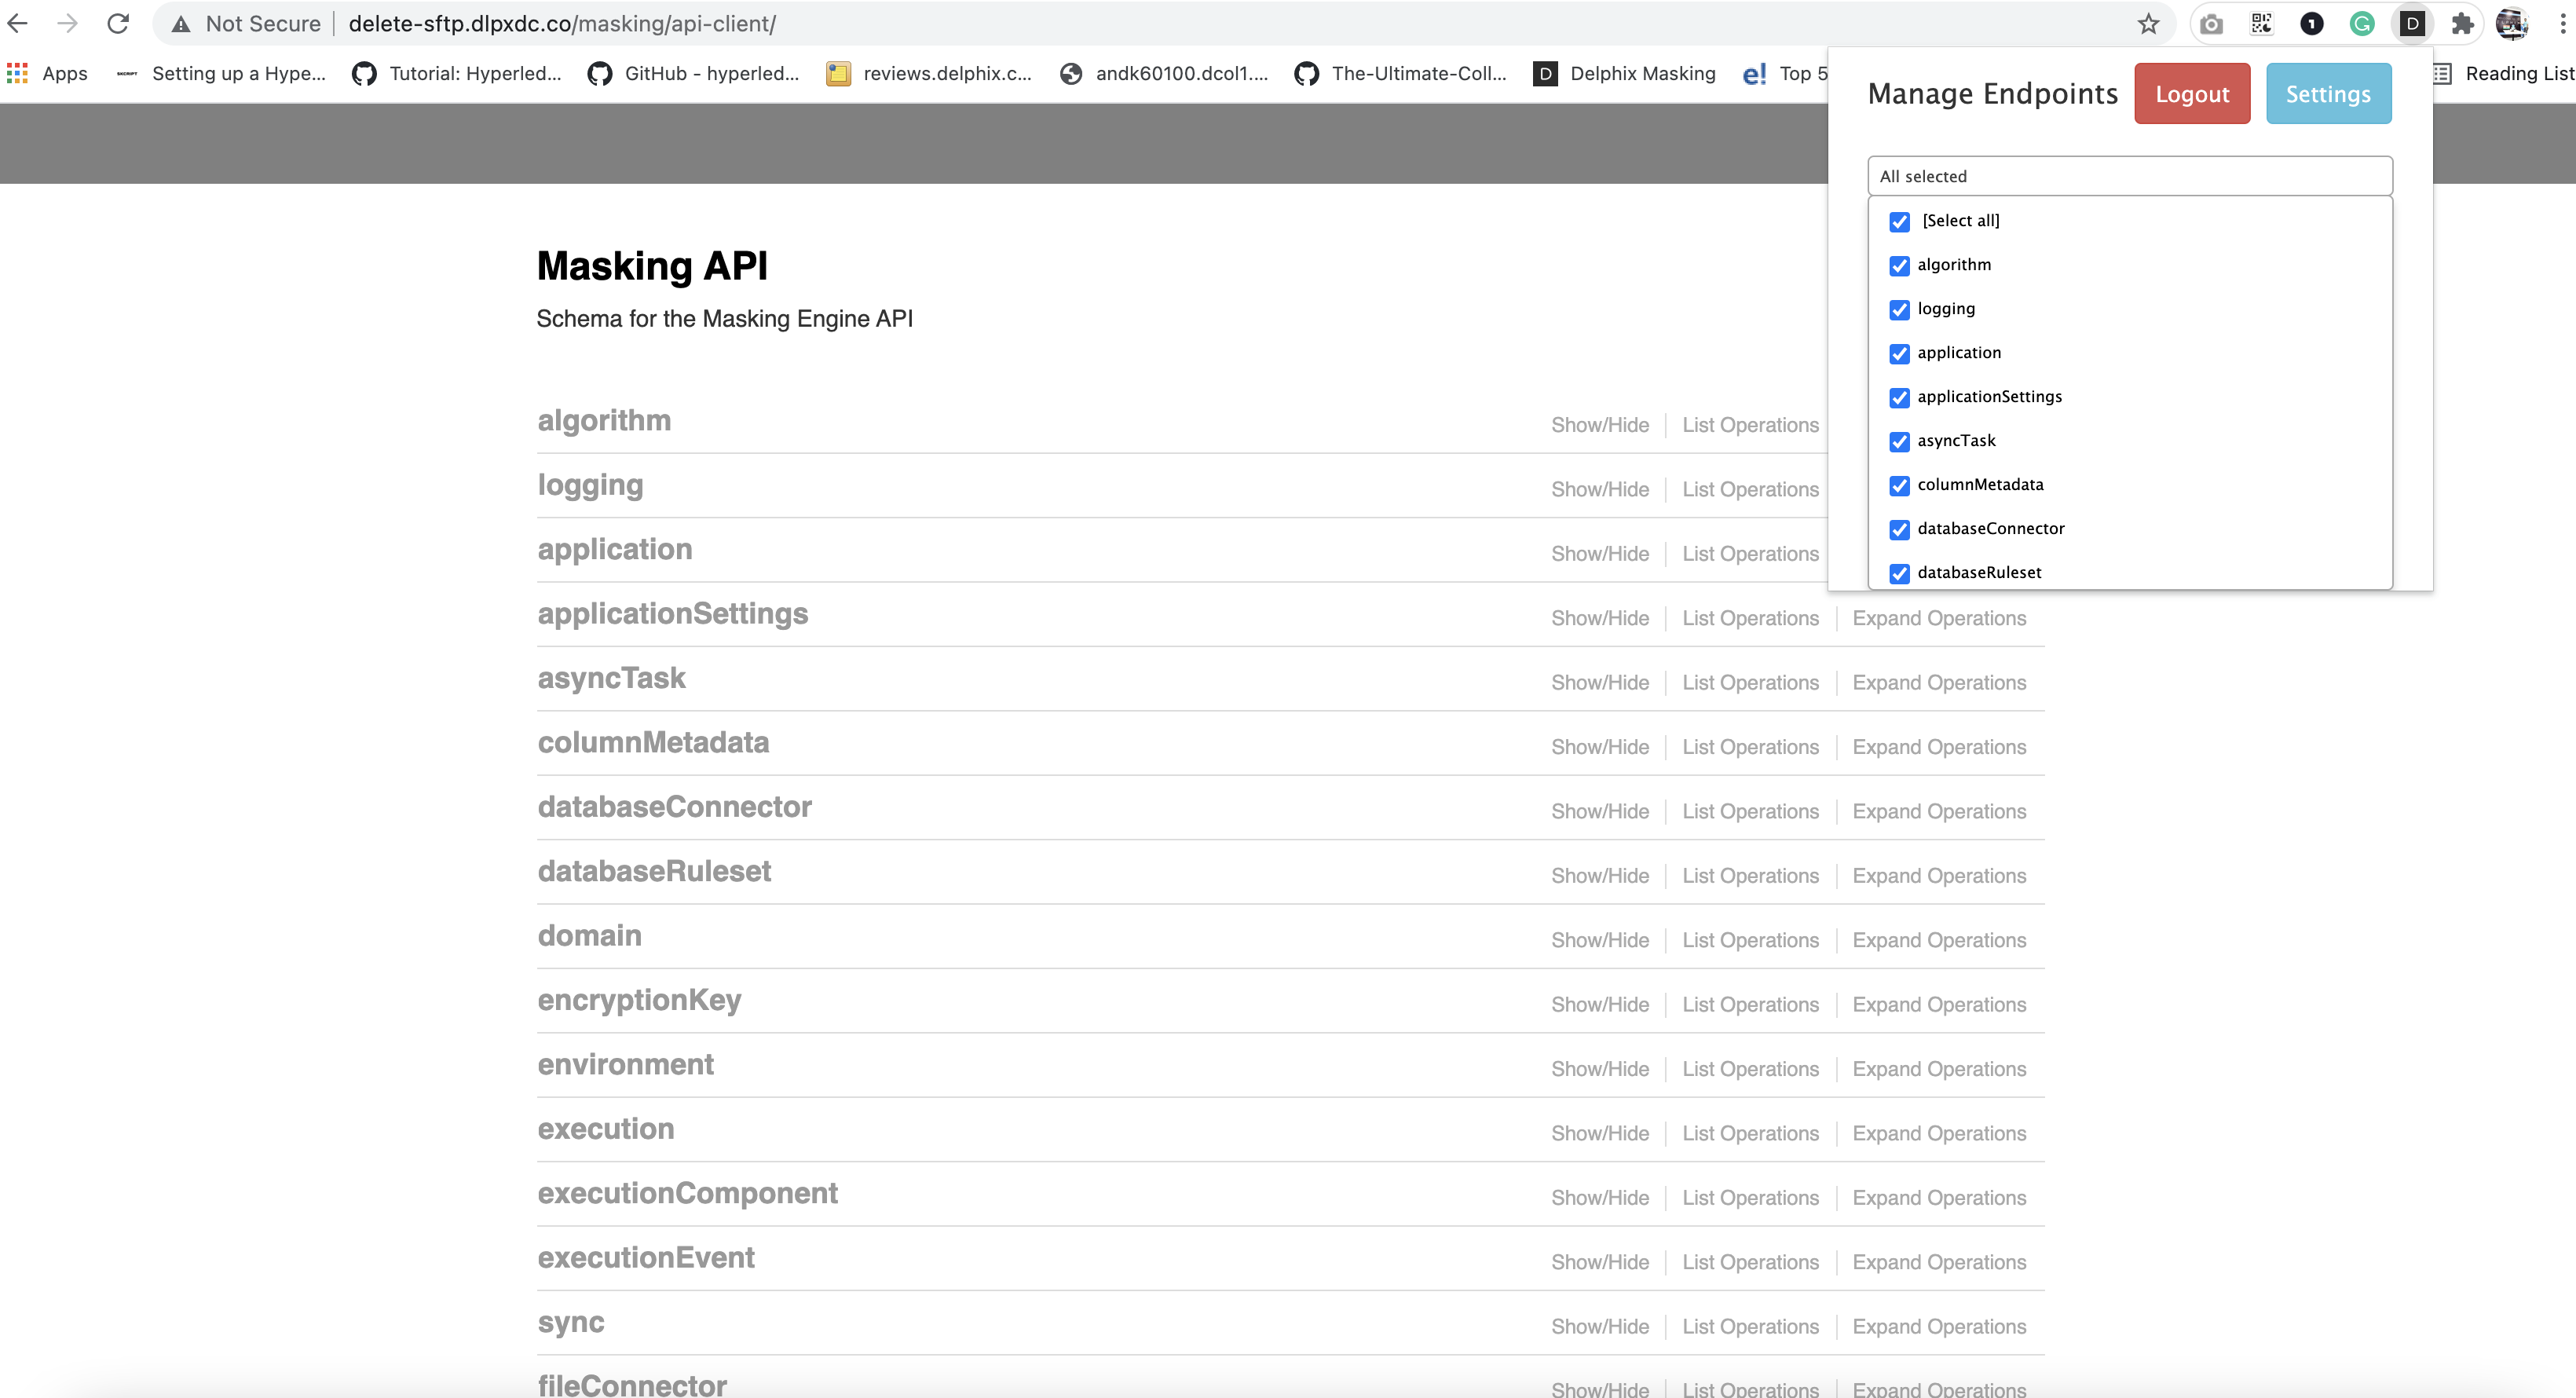 Not Secure | delete-sftp.dlpxdc.co/masking/api-client/
Apps Setting up a Hype... Tutorial: Hyperled... GitHub - hyperled... reviews.delphix.c... andk60100.dcol1.... The-Ultimate-Coll... D Delphix Masking e! Top 5 Reading List
Manage Endpoints Logout Settings
All selected
[Select all]
algorithm
logging
application
applicationSettings
asyncTask
columnMetadata
databaseConnector
databaseRuleset
Masking API
Schema for the Masking Engine API
algorithm Show/Hide List Operations
logging Show/Hide List Operations
application Show/Hide List Operations
applicationSettings Show/Hide List Operations Expand Operations
asyncTask Show/Hide List Operations Expand Operations
columnMetadata Show/Hide List Operations Expand Operations
databaseConnector Show/Hide List Operations Expand Operations
databaseRuleset Show/Hide List Operations Expand Operations
domain Show/Hide List Operations Expand Operations
encryptionKey Show/Hide List Operations Expand Operations
environment Show/Hide List Operations Expand Operations
execution Show/Hide List Operations Expand Operations
executionComponent Show/Hide List Operations Expand Operations
executionEvent Show/Hide List Operations Expand Operations
sync Show/Hide List Operations Expand Operations
fileConnector Show/Hide List Operations Expand Operations